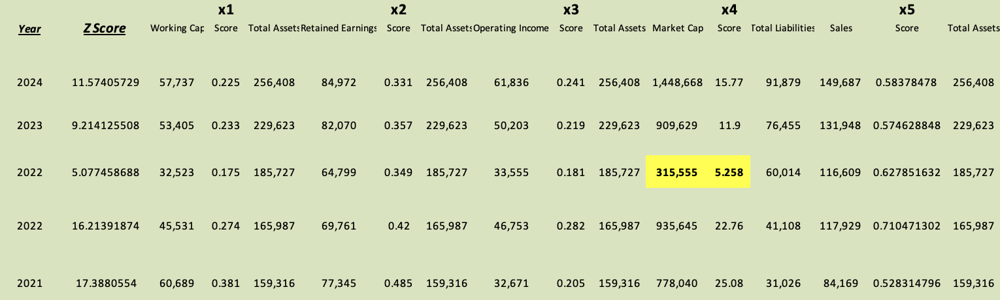 x1 x2 x3 x4 x5
Year Z Score Working Cap Score Total Assets Retained Earnings Score Total Assets Operating Income Score Total Assets Market Cap Score Total Liabilities Sales Score Total Assets
2024 11.57405729 57,737 0.225 256,408 84,972 0.331 256,408 61,836 0.241 256,408 1,448,668 15.77 91,879 149,687 0.58378478 256,408
2023 9.214125508 53,405 0.233 229,623 82,070 0.357 229,623 50,203 0.219 229,623 909,629 11.9 76,455 131,948 0.574628848 229,623
2022 5.077458688 32,523 0.175 185,727 64,799 0.349 185,727 33,555 0.181 185,727 315,555 5.258 60,014 116,609 0.627851632 185,727
2022 16.21391874 45,531 0.274 165,987 69,761 0.42 165,987 46,753 0.282 165,987 935,645 22.76 41,108 117,929 0.710471302 165,987
2021 17.3880554 60,689 0.381 159,316 77,345 0.485 159,316 32,671 0.205 159,316 778,040 25.08 31,026 84,169 0.528314796 159,316